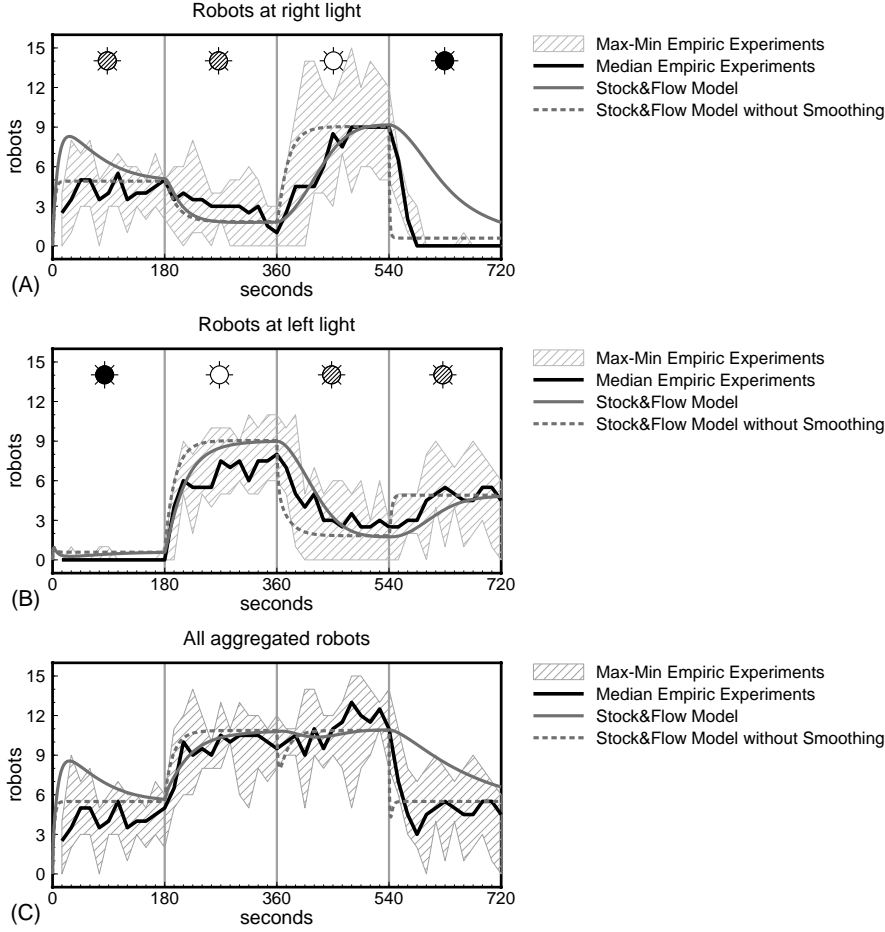 Robots at right light
15
12
9
6
3
0
robots
0 180 360 540 720
seconds
(A)
Max-Min Empiric Experiments
Median Empiric Experiments
Stock&Flow Model
Stock&Flow Model without Smoothing
Robots at left light
15
12
9
6
3
0
robots
0 180 360 540 720
seconds
(B)
Max-Min Empiric Experiments
Median Empiric Experiments
Stock&Flow Model
Stock&Flow Model without Smoothing
All aggregated robots
15
12
9
6
3
0
robots
0 180 360 540 720
seconds
(C)
Max-Min Empiric Experiments
Median Empiric Experiments
Stock&Flow Model
Stock&Flow Model without Smoothing